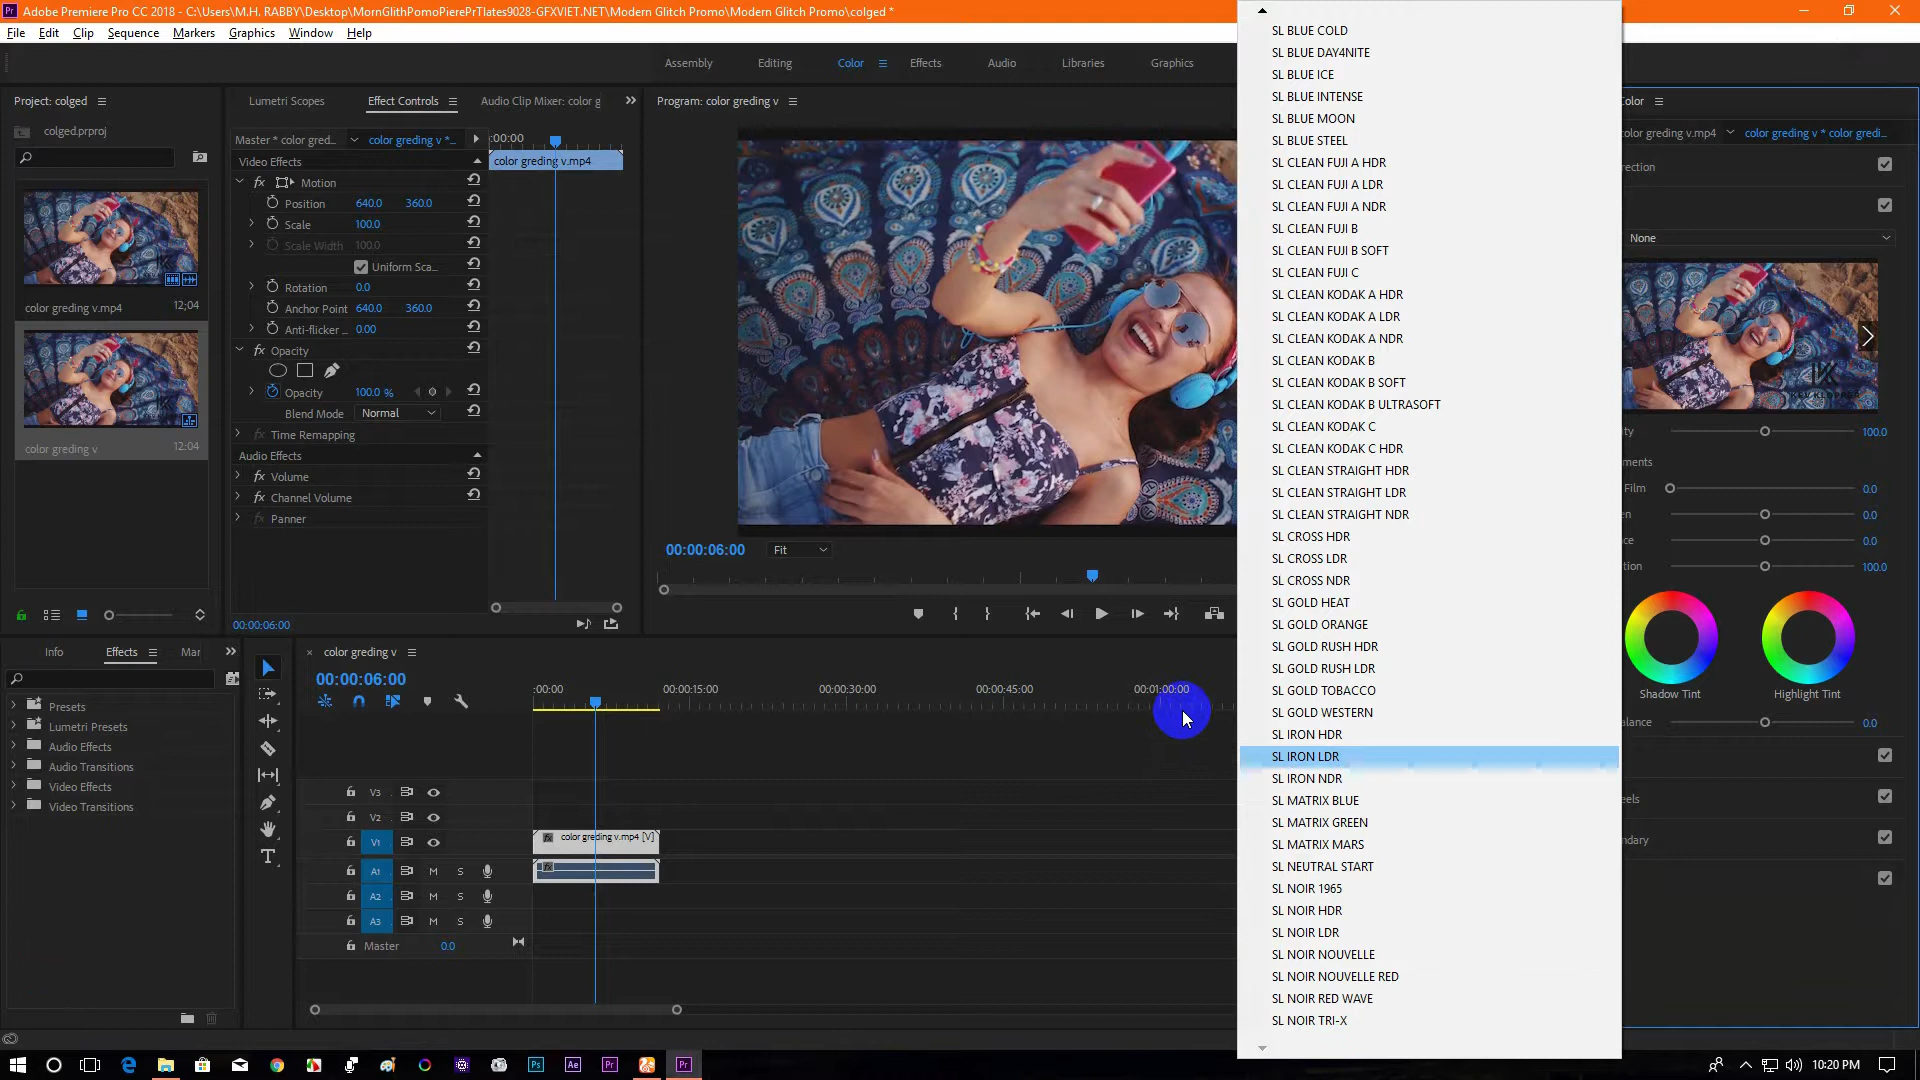 Adobe Premiere Pro CC 2018 - C:\Users\M.H. RABBY\Desktop\MornGlithPomoPierePrTlates9028-GFXVIET.NET\Modern Glitch Promo\Modern Glitch Promo\colged *
File Edit Clip Sequence Markers Graphics Window Help
Assembly Editing Color Effects Audio Libraries Graphics
Project: colged
colged.prproj
color greding v.mp4 12;04
color greding v 12:04
Lumetri Scopes Effect Controls Audio Clip Mixer: color g
Master * color gred... color greding v *... :00:00
Video Effects color greding v.mp4
fx Motion
Position 640.0 360.0
Scale 100.0
Scale Width 100.0
Uniform Sca...
Rotation 0.0
Anchor Point 640.0 360.0
Anti-flicker ... 0.00
fx Opacity
Opacity 100.0 %
Blend Mode Normal
fx Time Remapping
Audio Effects
fx Volume
fx Channel Volume
fx Panner
00:00:06:00
Program: color greding v
00:00:06:00 Fit
SL BLUE COLD
SL BLUE DAY4NITE
SL BLUE ICE
SL BLUE INTENSE
SL BLUE MOON
SL BLUE STEEL
SL CLEAN FUJI A HDR
SL CLEAN FUJI A LDR
SL CLEAN FUJI A NDR
SL CLEAN FUJI B
SL CLEAN FUJI B SOFT
SL CLEAN FUJI C
SL CLEAN KODAK A HDR
SL CLEAN KODAK A LDR
SL CLEAN KODAK A NDR
SL CLEAN KODAK B
SL CLEAN KODAK B SOFT
SL CLEAN KODAK B ULTRASOFT
SL CLEAN KODAK C
SL CLEAN KODAK C HDR
SL CLEAN STRAIGHT HDR
SL CLEAN STRAIGHT LDR
SL CLEAN STRAIGHT NDR
SL CROSS HDR
SL CROSS LDR
SL CROSS NDR
SL GOLD HEAT
SL GOLD ORANGE
SL GOLD RUSH HDR
SL GOLD RUSH LDR
SL GOLD TOBACCO
SL GOLD WESTERN
SL IRON HDR
SL IRON LDR
SL IRON NDR
SL MATRIX BLUE
SL MATRIX GREEN
SL MATRIX MARS
SL NEUTRAL START
SL NOIR 1965
SL NOIR HDR
SL NOIR LDR
SL NOIR NOUVELLE
SL NOIR NOUVELLE RED
SL NOIR RED WAVE
SL NOIR TRI-X
olor
color greding v.mp4 color greding v * color gredi...
rection
None
ity 100.0
ments
Film 0.0
en 0.0
ce 0.0
tion 100.0
Shadow Tint Highlight Tint
alance 0.0
eels
ndary
Info Effects Mar
Presets
Lumetri Presets
Audio Effects
Audio Transitions
Video Effects
Video Transitions
color greding v
00:00:06:00
:00:00 00:00:15:00 00:00:30:00 00:00:45:00 00:01:00:00
V3
V2
V1 color greding v.mp4 [V]
A1 M S
A2 M S
A3 M S
Master 0.0
Ps Ae Pr Pr
10:20 PM